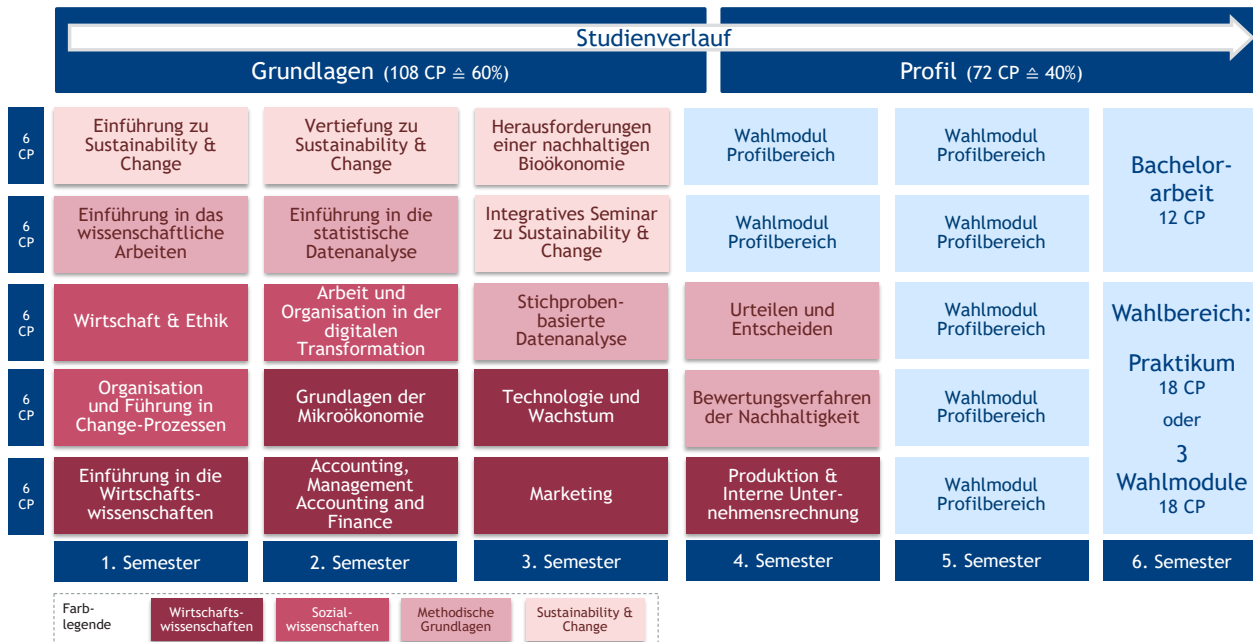 Studienverlauf
Grundlagen (108 CP ≙ 60%)
Profil (72 CP ≙ 40%)
6
CP
Einführung zu
Sustainability &
Change
Vertiefung zu
Sustainability &
Change
Herausforderungen
einer nachhaltigen
Bioökonomie
Wahlmodul
Profilbereich
Wahlmodul
Profilbereich
Bachelor-
arbeit
12 CP
6
CP
Einführung in das
wissenschaftliche
Arbeiten
Einführung in die
statistische
Datenanalyse
Integratives Seminar
zu Sustainability &
Change
Wahlmodul
Profilbereich
Wahlmodul
Profilbereich
6
CP
Wirtschaft & Ethik
Arbeit und
Organisation in der
digitalen
Transformation
Stichproben-
basierte
Datenanalyse
Urteilen und
Entscheiden
Wahlmodul
Profilbereich
Wahlbereich:
Praktikum
18 CP
oder
3
Wahlmodule
18 CP
6
CP
Organisation
und Führung in
Change-Prozessen
Grundlagen der
Mikroökonomie
Technologie und
Wachstum
Bewertungsverfahren
der Nachhaltigkeit
Wahlmodul
Profilbereich
6
CP
Einführung in die
Wirtschafts-
wissenschaften
Accounting,
Management
Accounting and
Finance
Marketing
Produktion &
Interne Unter-
nehmensrechnung
Wahlmodul
Profilbereich
1. Semester
2. Semester
3. Semester
4. Semester
5. Semester
6. Semester
Farb-
legende
Wirtschafts-
wissenschaften
Sozial-
wissenschaften
Methodische
Grundlagen
Sustainability &
Change